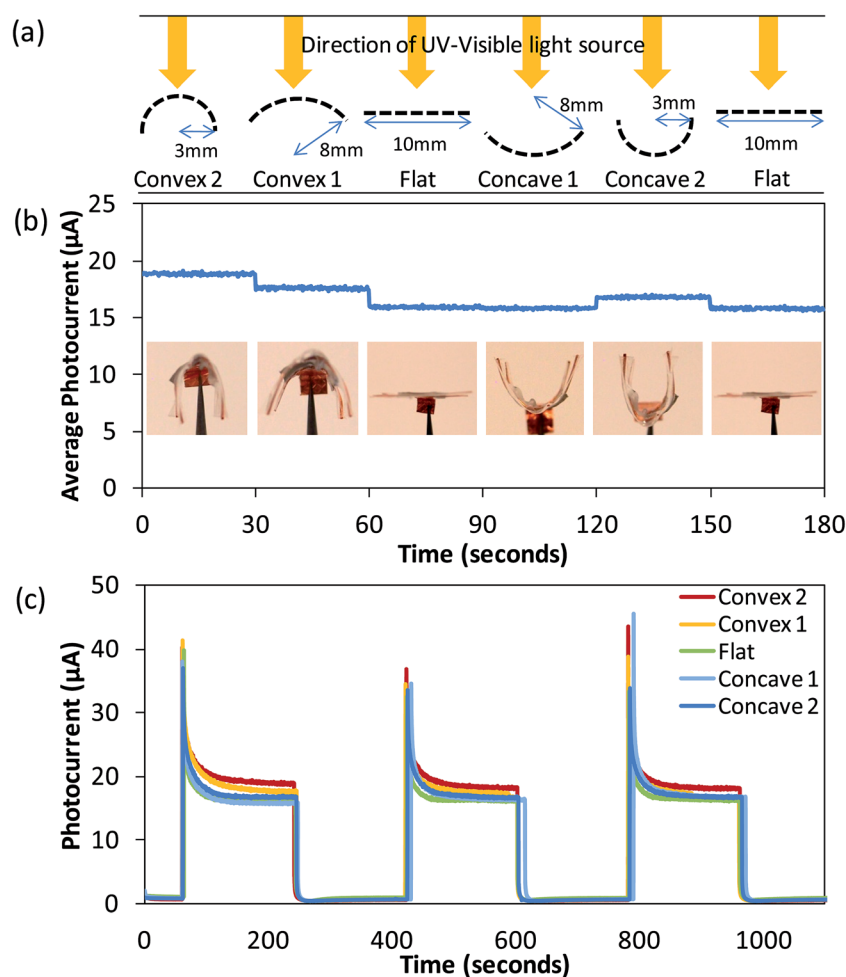 (a)
Direction of UV-Visible light source
3mm
8mm
10mm
8mm
3mm
10mm
Convex 2 Convex 1 Flat Concave 1 Concave 2 Flat
(b)
Average Photocurrent (µA)
25
20
15
10
5
0
0 30 60 90 120 150 180
Time (seconds)
(c)
Photocurrent (µA)
50
40
30
20
10
0
Convex 2
Convex 1
Flat
Concave 1
Concave 2
0 200 400 600 800 1000
Time (seconds)